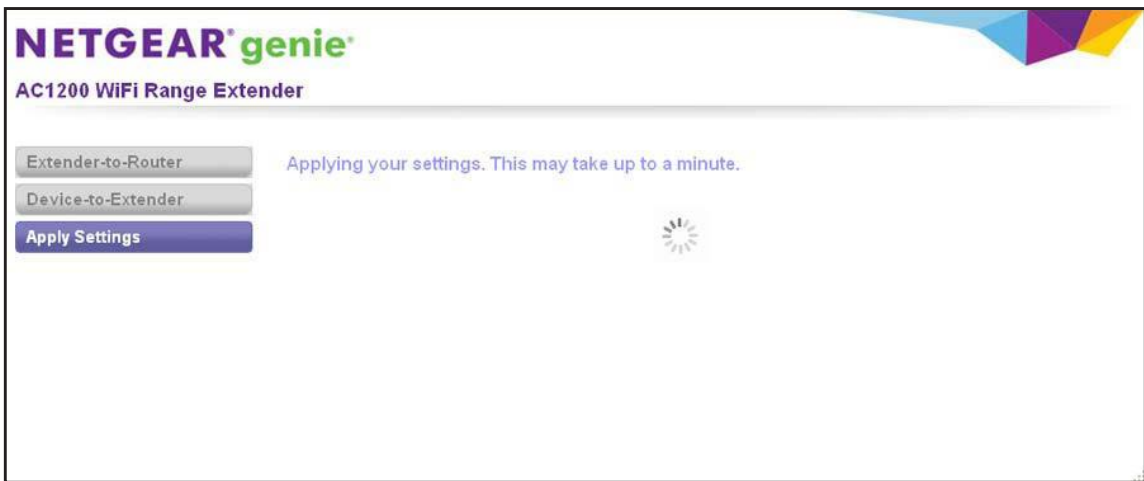 NETGEAR® genie®
AC1200 WiFi Range Extender
Extender-to-Router
Applying your settings. This may take up to a minute.
Device-to-Extender
Apply Settings